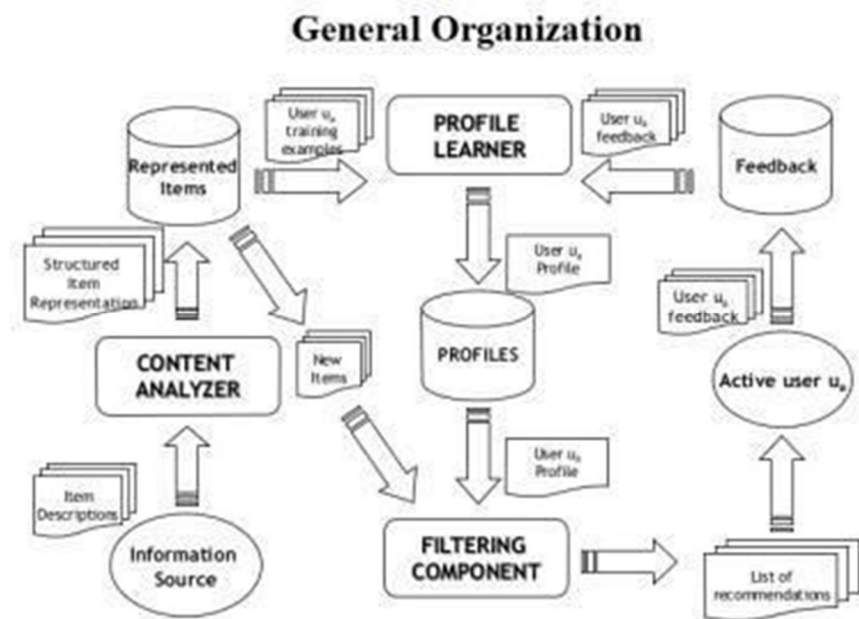 General Organization
User uₐ
training
examples
PROFILE
LEARNER
User uₐ
feedback
Represented
Items
Feedback
Structured
Item
Representation
User uₐ
Profile
User uₐ
feedback
CONTENT
ANALYZER
New
Items
PROFILES
Active user uₐ
Item
Descriptions
User uₐ
Profile
Information
Source
FILTERING
COMPONENT
List of
recommendations